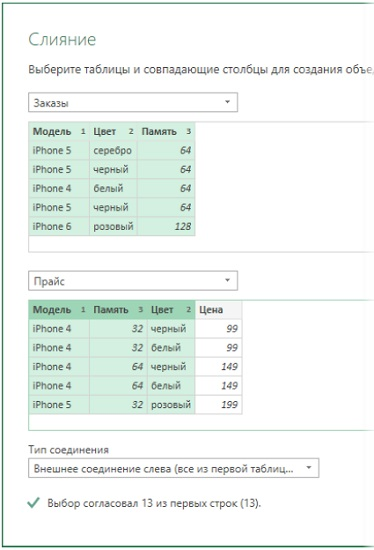 Слияние
Выберите таблицы и совпадающие столбцы для создания объе
Заказы
Модель 1 Цвет 2 Память 3
iPhone 5 серебро 64
iPhone 5 черный 64
iPhone 4 белый 64
iPhone 5 черный 64
iPhone 6 розовый 128
Прайс
Модель 1 Память 3 Цвет 2 Цена
iPhone 4 32 черный 99
iPhone 4 32 белый 99
iPhone 4 64 черный 149
iPhone 4 64 белый 149
iPhone 5 32 розовый 199
Тип соединения
Внешнее соединение слева (все из первой таблиц...
Выбор согласовал 13 из первых строк (13).